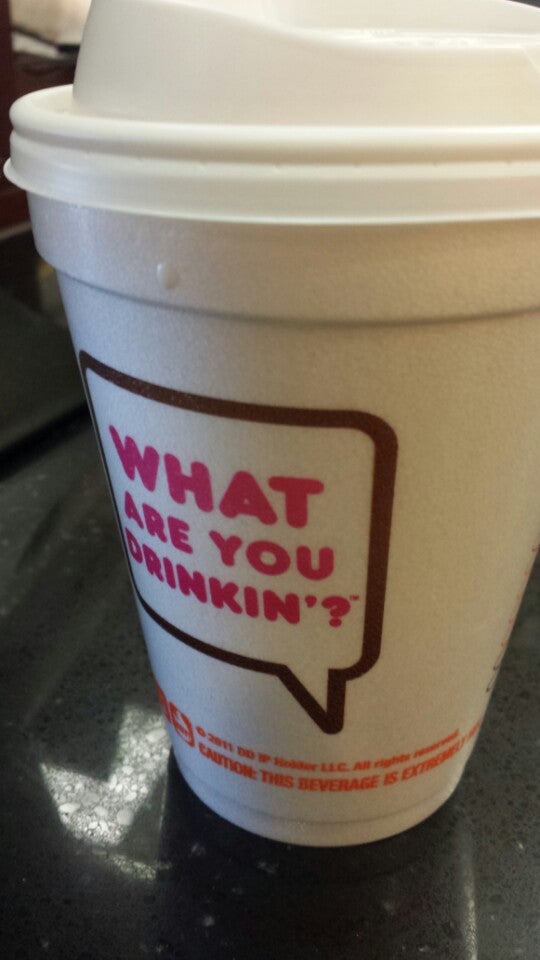 WHAT
ARE YOU
DRINKIN'?™
© 2011 DD IP Holder LLC. All rights reserved.
CAUTION: THIS BEVERAGE IS EXTREMELY